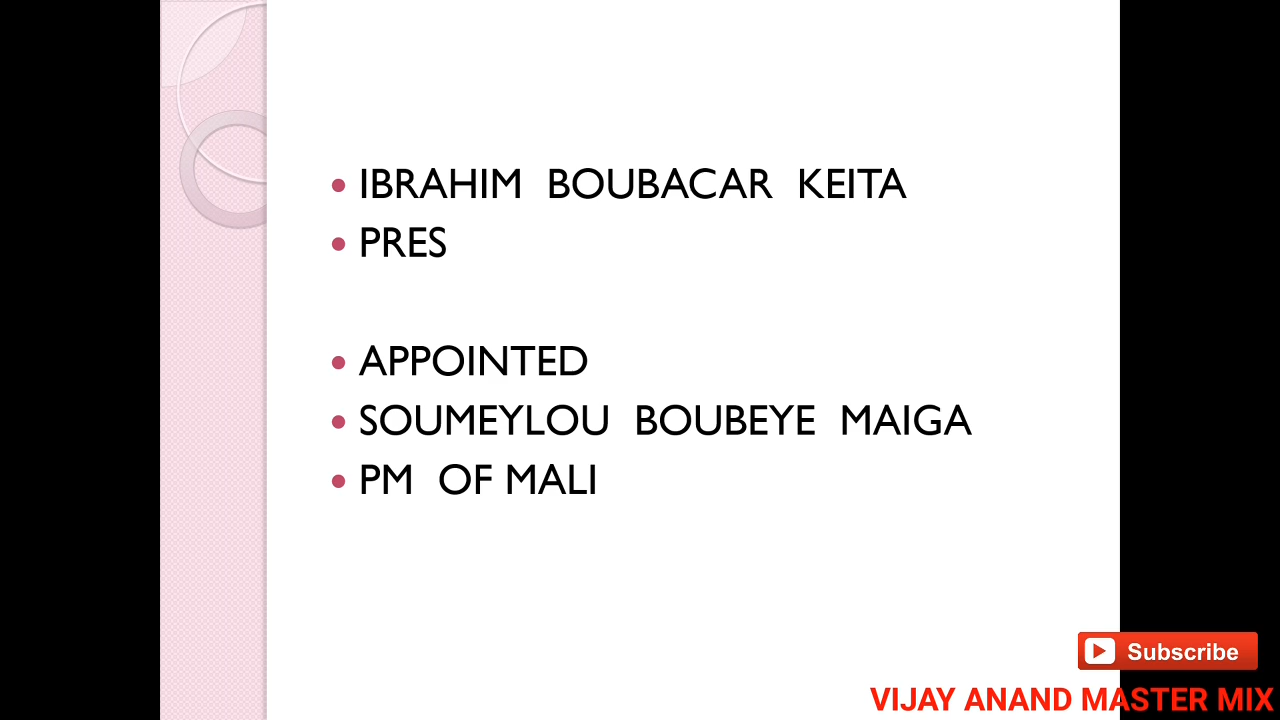 IBRAHIM BOUBACAR KEITA
PRES
APPOINTED
SOUMEYLOU BOUBEYE MAIGA
PM OF MALI
Subscribe
VIJAY ANAND MASTER MIX